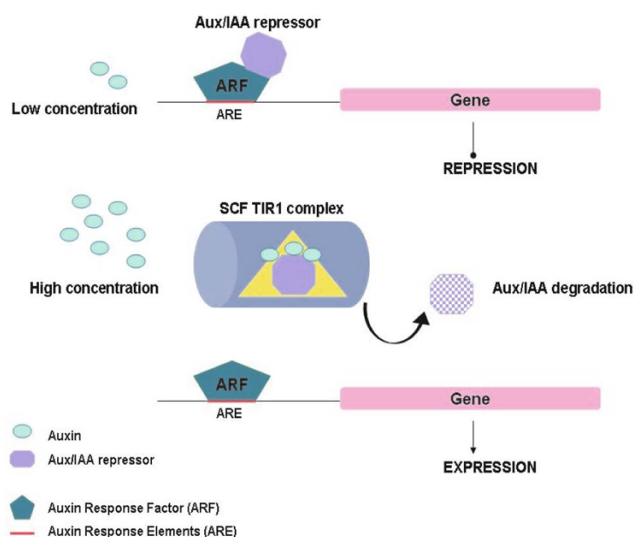 Aux/IAA repressor
ARF
Low concentration
ARE
Gene
REPRESSION
SCF TIR1 complex
High concentration
Aux/IAA degradation
ARF
ARE
Gene
EXPRESSION
Auxin
Aux/IAA repressor
Auxin Response Factor (ARF)
Auxin Response Elements (ARE)